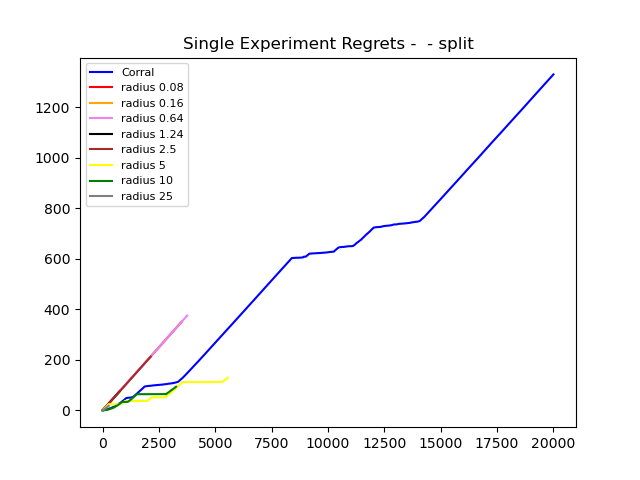 Single Experiment Regrets -  - split
Corral
radius 0.08
radius 0.16
radius 0.64
radius 1.24
radius 2.5
radius 5
radius 10
radius 25
1200
1000
800
600
400
200
0
0 2500 5000 7500 10000 12500 15000 17500 20000